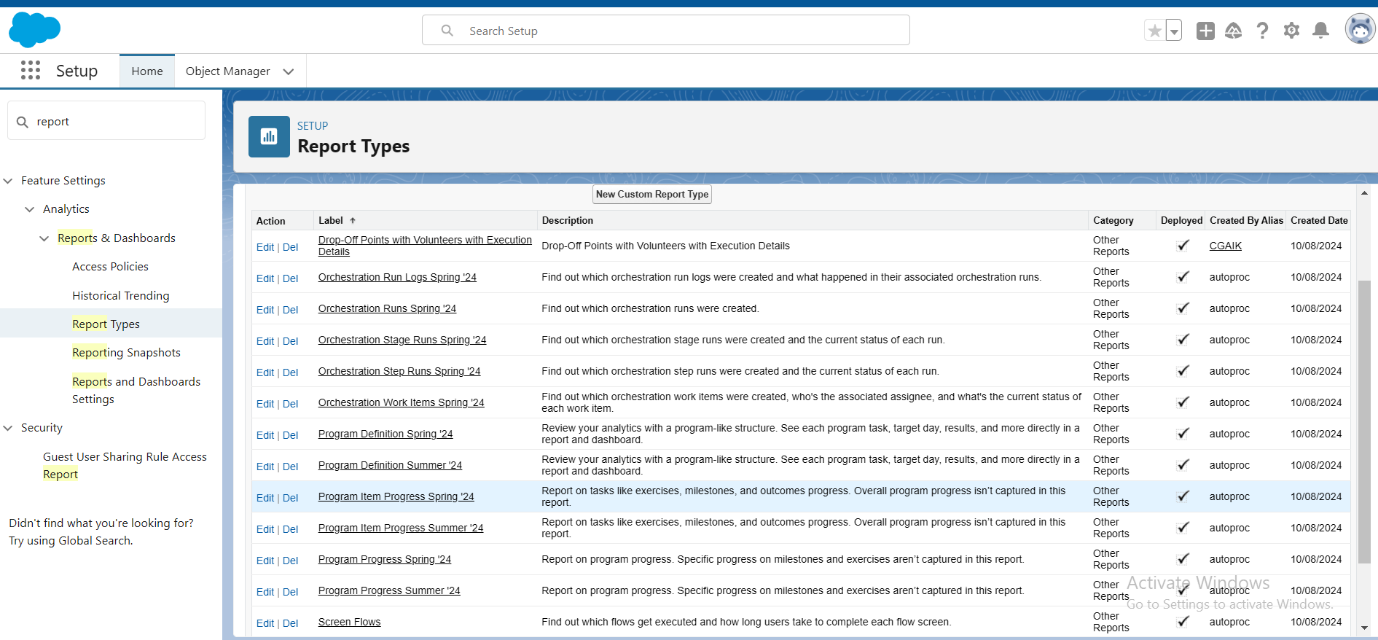 Search Setup
Setup
Home
Object Manager
report
Feature Settings
Analytics
Reports & Dashboards
Access Policies
Historical Trending
Report Types
Reporting Snapshots
Reports and Dashboards
Settings
Security
Guest User Sharing Rule Access
Report
Didn't find what you're looking for?
Try using Global Search.
SETUP
Report Types
New Custom Report Type
Action Label Description Category Deployed Created By Alias Created Date
Edit | Del Drop-Off Points with Volunteers with Execution Drop-Off Points with Volunteers with Execution Details Other CGAIK 10/08/2024
Details Reports
Edit | Del Orchestration Run Logs Spring '24 Find out which orchestration run logs were created and what happened in their associated orchestration runs. Other autoproc 10/08/2024
Reports
Edit | Del Orchestration Runs Spring '24 Find out which orchestration runs were created. Other autoproc 10/08/2024
Reports
Edit | Del Orchestration Stage Runs Spring '24 Find out which orchestration stage runs were created and the current status of each run. Other autoproc 10/08/2024
Reports
Edit | Del Orchestration Step Runs Spring '24 Find out which orchestration step runs were created and the current status of each run. Other autoproc 10/08/2024
Reports
Edit | Del Orchestration Work Items Spring '24 Find out which orchestration work items were created, who's the associated assignee, and what's the current status of Other autoproc 10/08/2024
each work item. Reports
Edit | Del Program Definition Spring '24 Review your analytics with a program-like structure. See each program task, target day, results, and more directly in a Other autoproc 10/08/2024
report and dashboard. Reports
Edit | Del Program Definition Summer '24 Review your analytics with a program-like structure. See each program task, target day, results, and more directly in a Other autoproc 10/08/2024
report and dashboard. Reports
Edit | Del Program Item Progress Spring '24 Report on tasks like exercises, milestones, and outcomes progress. Overall program progress isn't captured in this Other autoproc 10/08/2024
report. Reports
Edit | Del Program Item Progress Summer '24 Report on tasks like exercises, milestones, and outcomes progress. Overall program progress isn't captured in this Other autoproc 10/08/2024
report. Reports
Edit | Del Program Progress Spring '24 Report on program progress. Specific progress on milestones and exercises aren't captured in this report. Other autoproc 10/08/2024
Reports
Edit | Del Program Progress Summer '24 Report on program progress. Specific progress on milestones and exercises aren't captured in this report. Other autoproc 10/08/2024
Reports
Edit | Del Screen Flows Find out which flows get executed and how long users take to complete each flow screen. Other autoproc 10/08/2024
Reports
Activate Windows
Go to Settings to activate Windows.